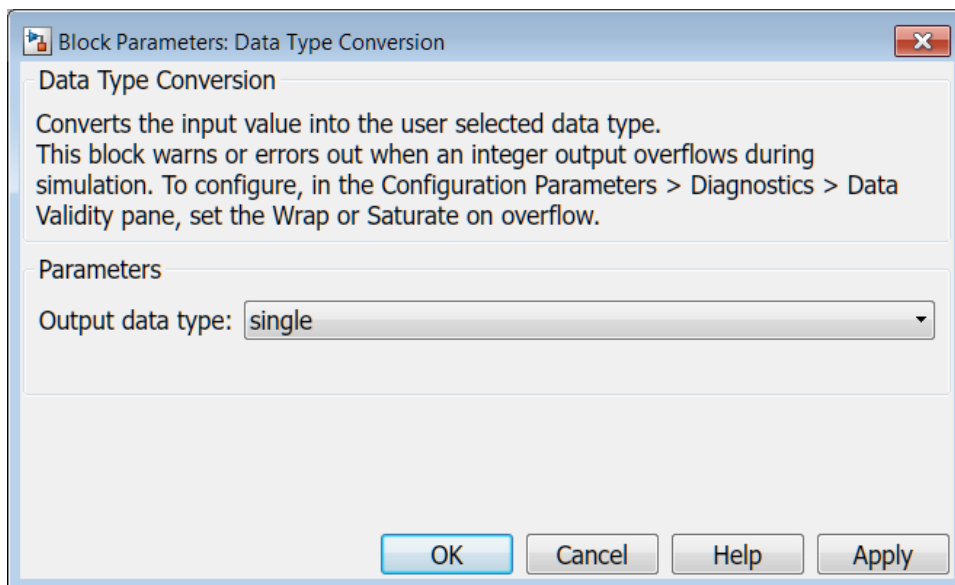 Block Parameters: Data Type Conversion
Data Type Conversion
Converts the input value into the user selected data type.
This block warns or errors out when an integer output overflows during
simulation. To configure, in the Configuration Parameters > Diagnostics > Data
Validity pane, set the Wrap or Saturate on overflow.
Parameters
Output data type: single
OK Cancel Help Apply